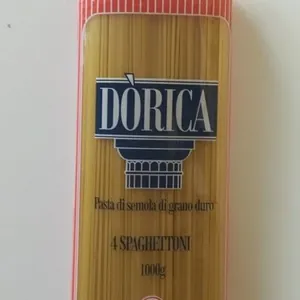 DÒRICA
Pasta di semola di grano duro
4 SPAGHETTONI
1000g